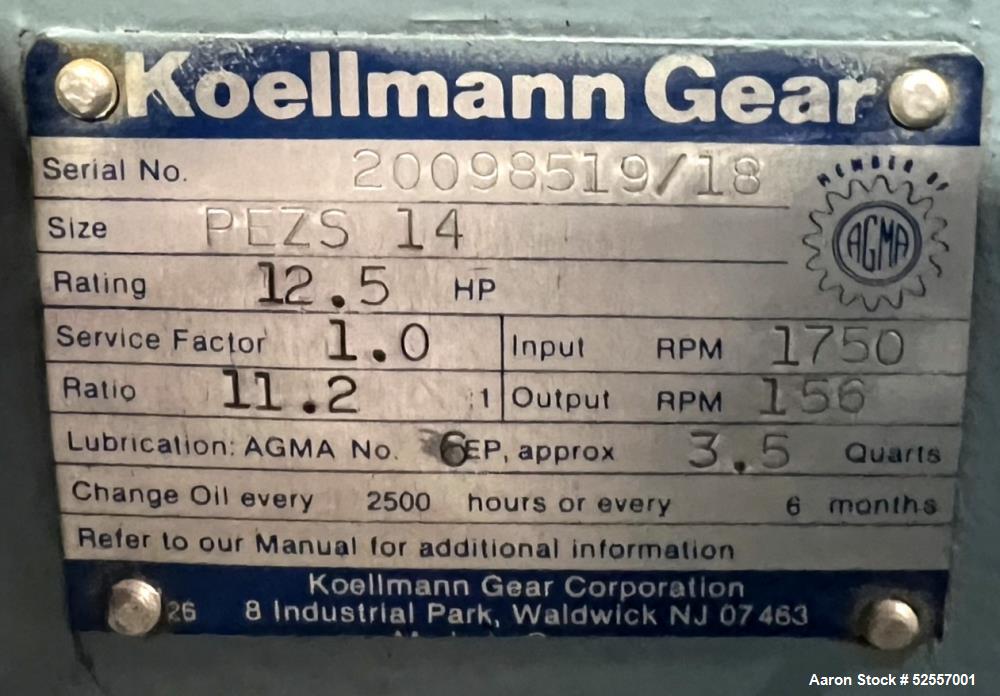 Koellmann Gear
Serial No. 20098519/18
MEMBER OF
AGMA
Size PEZS 14
Rating 12.5 HP
Service Factor 1.0 Input RPM 1750
Ratio 11.2 :1 Output RPM 156
Lubrication: AGMA No. 6EP, approx 3.5 Quarts
Change Oil every 2500 hours or every 6 months
Refer to our Manual for additional information
Koellmann Gear Corporation
26 8 Industrial Park, Waldwick NJ 07463
Aaron Stock # 52557001